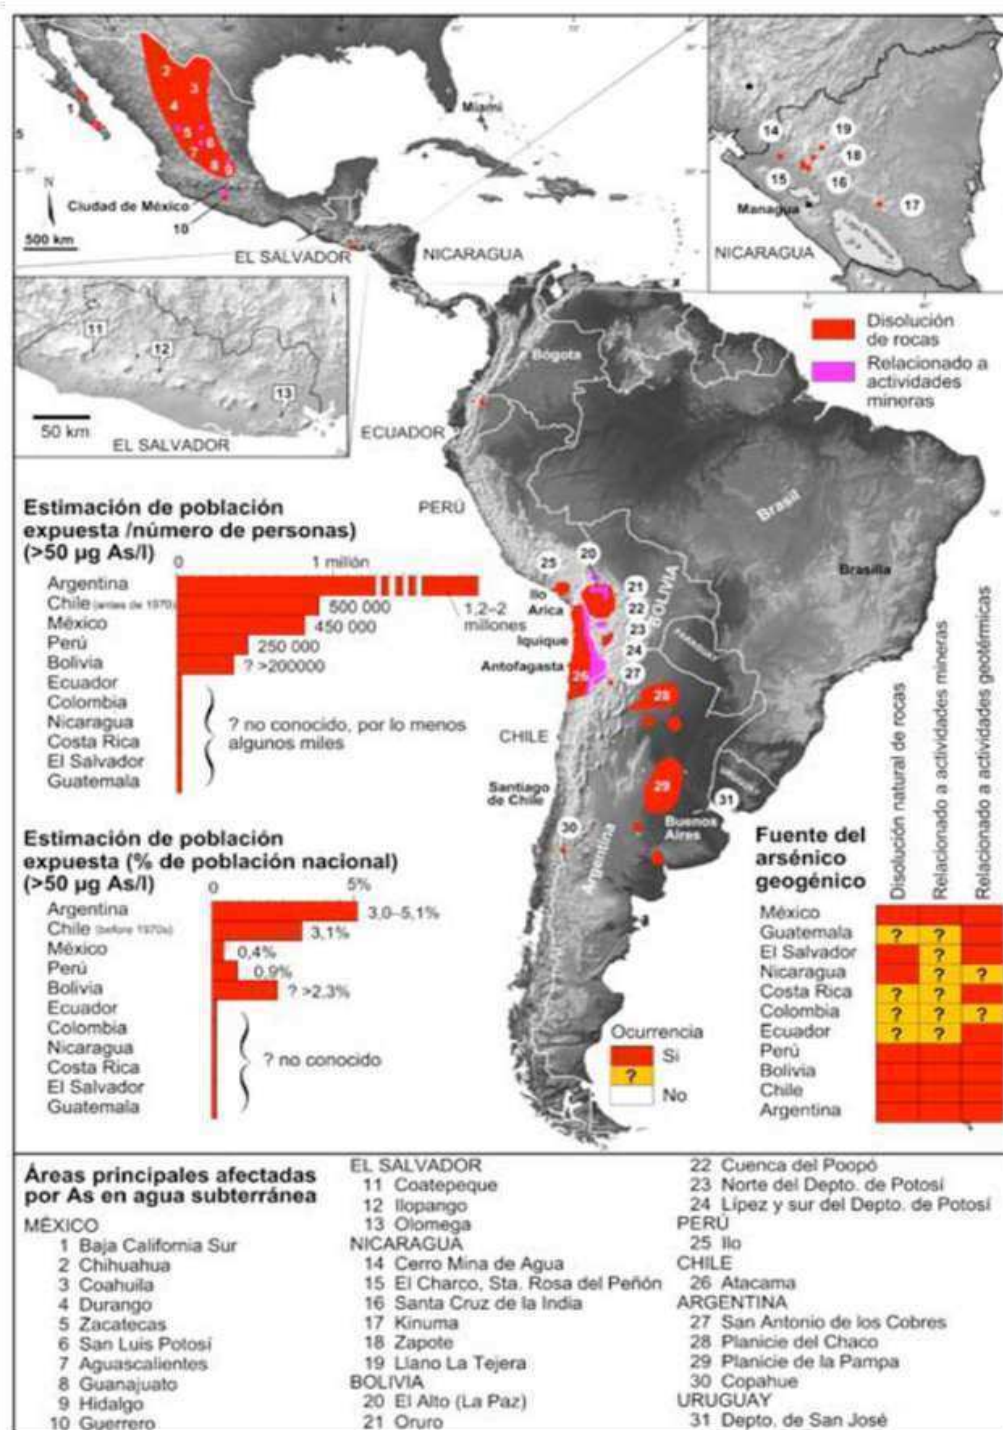 Miami
Ciudad de México
N
500 km
10
1
2
3
4
5
6
7
8
9
EL SALVADOR
NICARAGUA
14
19
18
15
16
17
Managua
NICARAGUA
11
12
13
50 km
EL SALVADOR
Disolución
de rocas
Relacionado a
actividades
mineras
Bógota
ECUADOR
PERÚ
Brasil
Brasilia
BOLIVIA
25
20
21
22
23
24
27
Ilo
Arica
Iquique
Antofagasta
26
28
CHILE
Santiago
de Chile
29
31
30
Buenos
Aires
Argentina
Estimación de población
expuesta /número de personas)
(>50 µg As/l)
0
1 millón
Argentina
1,2–2
millones
Chile (antes de 1970)
500 000
México
450 000
Perú
250 000
Bolivia
? >200000
Ecuador
Colombia
Nicaragua
Costa Rica
El Salvador
Guatemala
? no conocido, por lo menos
algunos miles
Estimación de población
expuesta (% de población nacional)
(>50 µg As/l)
0
5%
Argentina
3,0–5,1%
Chile (before 1970s)
3,1%
México
0,4%
Perú
0,9%
Bolivia
? >2,3%
Ecuador
Colombia
Nicaragua
Costa Rica
El Salvador
Guatemala
? no conocido
Ocurrencia
Si
?
No
Fuente del
arsénico
geogénico
Disolución natural de rocas
Relacionado a actividades mineras
Relacionado a actividades geotérmicas
México
Guatemala ? ?
El Salvador ?
Nicaragua ? ?
Costa Rica ? ?
Colombia ? ? ?
Ecuador ? ?
Perú
Bolivia
Chile
Argentina
Áreas principales afectadas
por As en agua subterránea
MÉXICO
1 Baja California Sur
2 Chihuahua
3 Coahuila
4 Durango
5 Zacatecas
6 San Luis Potosí
7 Aguascalientes
8 Guanajuato
9 Hidalgo
10 Guerrero
EL SALVADOR
11 Coatepeque
12 Ilopango
13 Olomega
NICARAGUA
14 Cerro Mina de Agua
15 El Charco, Sta. Rosa del Peñón
16 Santa Cruz de la India
17 Kinuma
18 Zapote
19 Llano La Tejera
BOLIVIA
20 El Alto (La Paz)
21 Oruro
22 Cuenca del Poopó
23 Norte del Depto. de Potosí
24 Lípez y sur del Depto. de Potosí
PERÚ
25 Ilo
CHILE
26 Atacama
ARGENTINA
27 San Antonio de los Cobres
28 Planicie del Chaco
29 Planicie de la Pampa
30 Copahue
URUGUAY
31 Depto. de San José